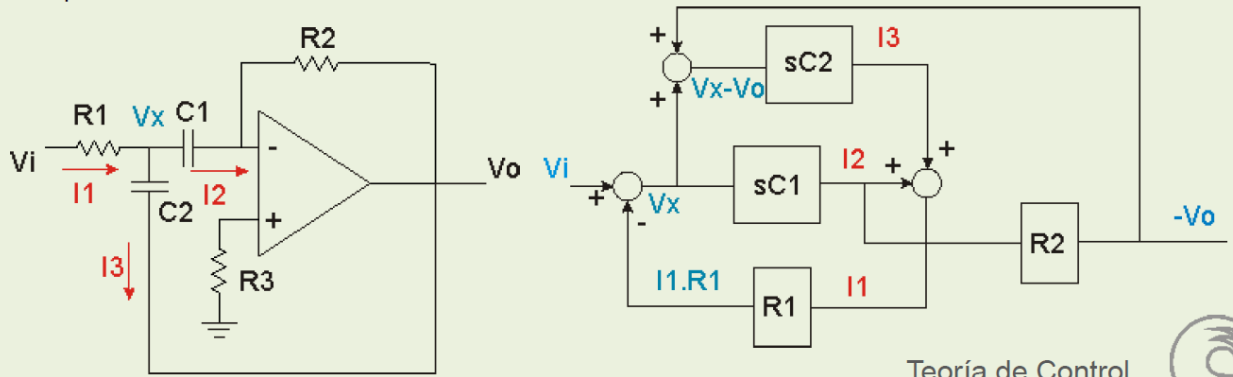 R2
R1
Vx
C1
Vi
-
I1
I2
C2
+
Vo
I3
R3
+
sC2
I3
Vx-Vo
+
+
Vi
I2
+
sC1
+
Vx
-
-Vo
R2
I1.R1
I1
R1
Teoría de Control